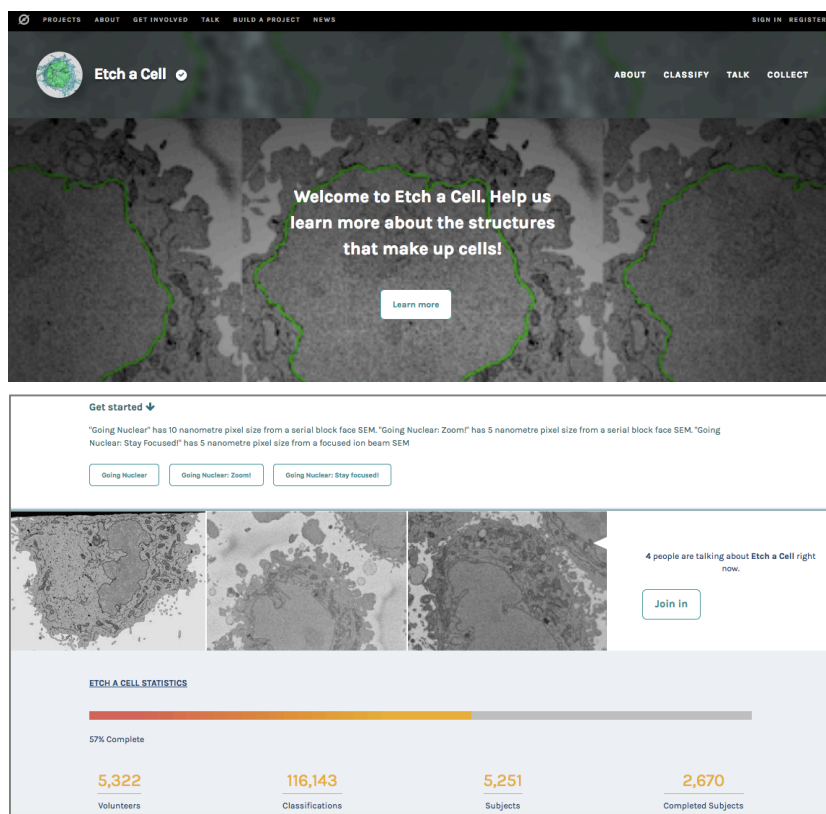 PROJECTS ABOUT GET INVOLVED TALK BUILD A PROJECT NEWS SIGN IN REGISTER
Etch a Cell ABOUT CLASSIFY TALK COLLECT
Welcome to Etch a Cell. Help us
learn more about the structures
that make up cells!
Learn more
Get started
"Going Nuclear" has 10 nanometre pixel size from a serial block face SEM. "Going Nuclear: Zoom!" has 5 nanometre pixel size from a serial block face SEM. "Going
Nuclear: Stay Focused!" has 5 nanometre pixel size from a focused ion beam SEM
Going Nuclear Going Nuclear: Zoom! Going Nuclear: Stay focused!
4 people are talking about Etch a Cell right
now.
Join in
ETCH A CELL STATISTICS
57% Complete
5,322 116,143 5,251 2,670
Volunteers Classifications Subjects Completed Subjects